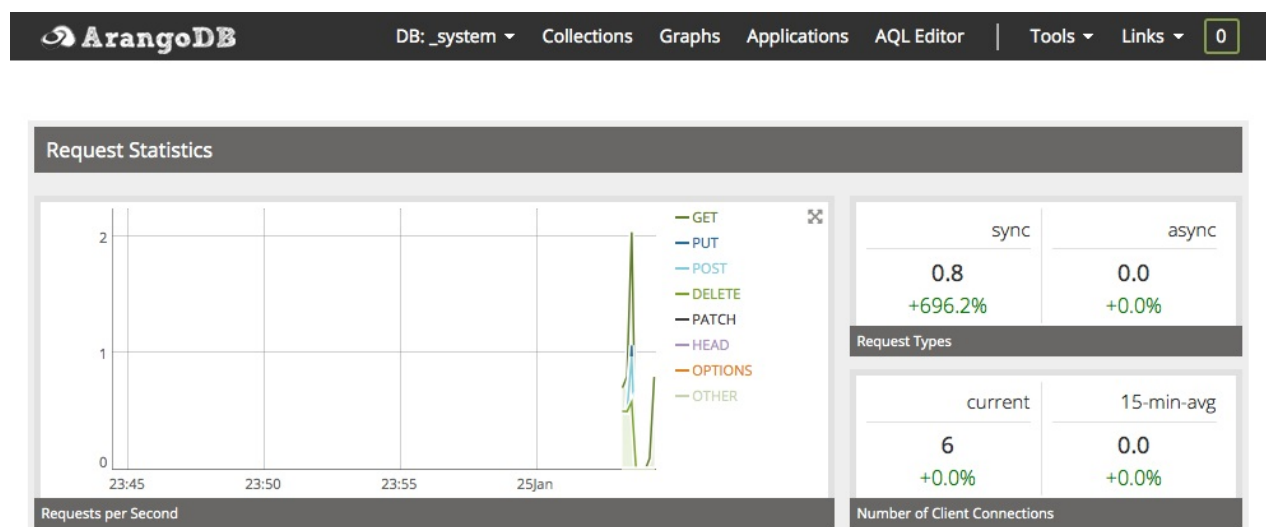 ArangoDB DB: _system Collections Graphs Applications AQL Editor | Tools Links 0
Request Statistics
2
1
0
23:45 23:50 23:55 25Jan
GET
PUT
POST
DELETE
PATCH
HEAD
OPTIONS
OTHER
Requests per Second
sync async
0.8 0.0
+696.2% +0.0%
Request Types
current 15-min-avg
6 0.0
+0.0% +0.0%
Number of Client Connections